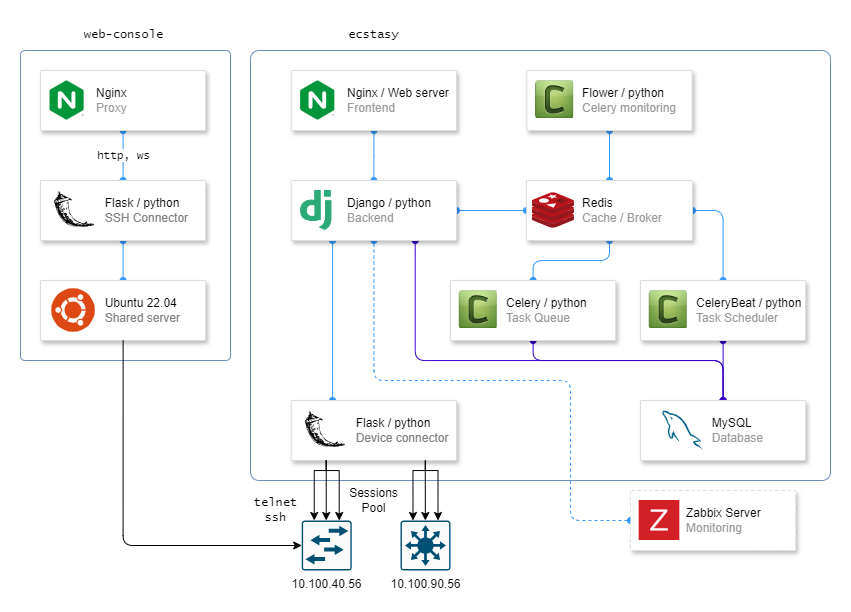 web-console
ecstasy
Nginx
Proxy
Nginx / Web server
Frontend
Flower / python
Celery monitoring
http, ws
Flask / python
SSH Connector
dj
Django / python
Backend
Redis
Cache / Broker
Ubuntu 22.04
Shared server
Celery / python
Task Queue
CeleryBeat / python
Task Scheduler
Flask / python
Device connector
MySQL
Database
telnet
ssh
Sessions
Pool
Z
Zabbix Server
Monitoring
10.100.40.56
10.100.90.56